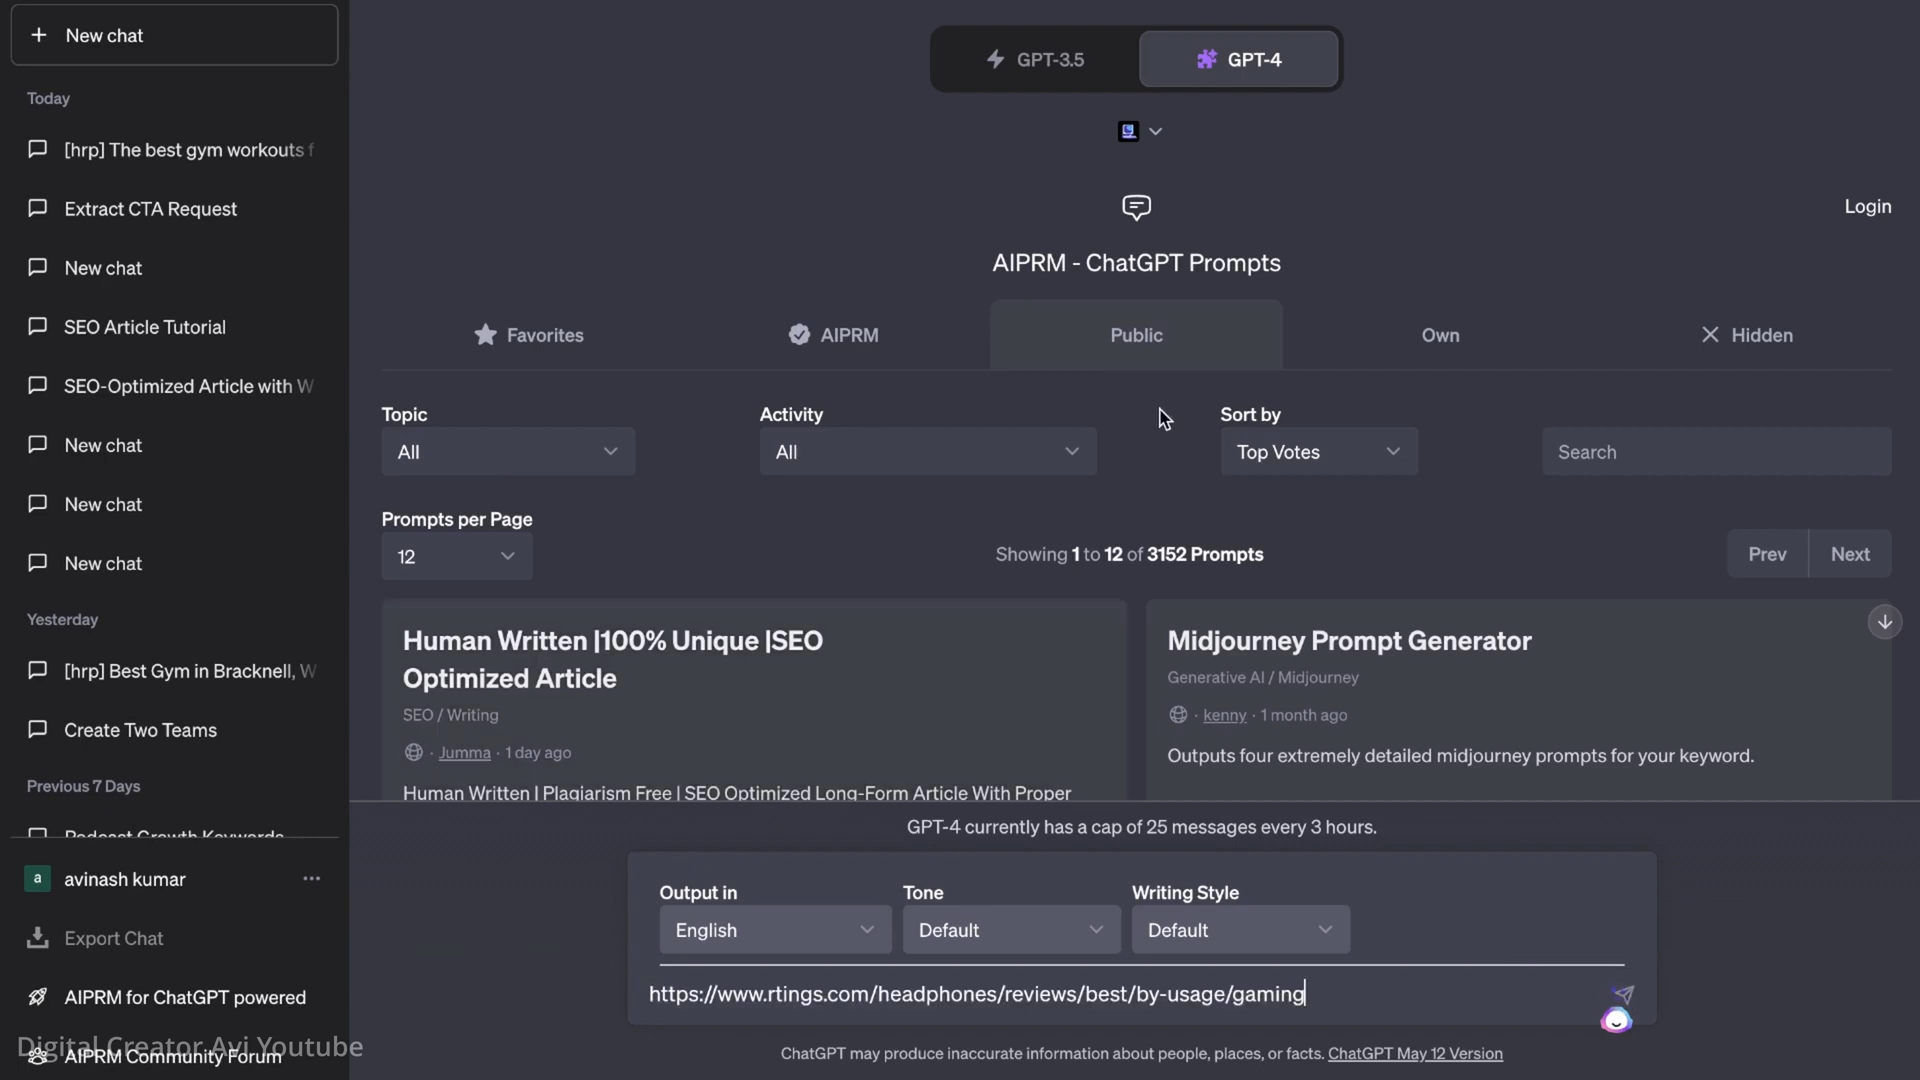 New chat
Today
[hrp] The best gym workouts f
Extract CTA Request
New chat
SEO Article Tutorial
SEO-Optimized Article with W
New chat
New chat
New chat
Yesterday
[hrp] Best Gym in Bracknell, W
Create Two Teams
Previous 7 Days
Podcast Growth Keywords
a avinash kumar
Export Chat
AIPRM for ChatGPT powered
AIPRM Community Forum
Digital Creator Avi Youtube
GPT-3.5 GPT-4
Login
AIPRM - ChatGPT Prompts
Favorites AIPRM Public Own Hidden
Topic Activity Sort by
All All Top Votes Search
Prompts per Page
12 Showing 1 to 12 of 3152 Prompts Prev Next
Human Written |100% Unique |SEO
Optimized Article
SEO / Writing
· Jumma · 1 day ago
Human Written | Plagiarism Free | SEO Optimized Long-Form Article With Proper
Midjourney Prompt Generator
Generative AI / Midjourney
· kenny · 1 month ago
Outputs four extremely detailed midjourney prompts for your keyword.
GPT-4 currently has a cap of 25 messages every 3 hours.
Output in Tone Writing Style
English Default Default
https://www.rtings.com/headphones/reviews/best/by-usage/gaming
ChatGPT may produce inaccurate information about people, places, or facts. ChatGPT May 12 Version